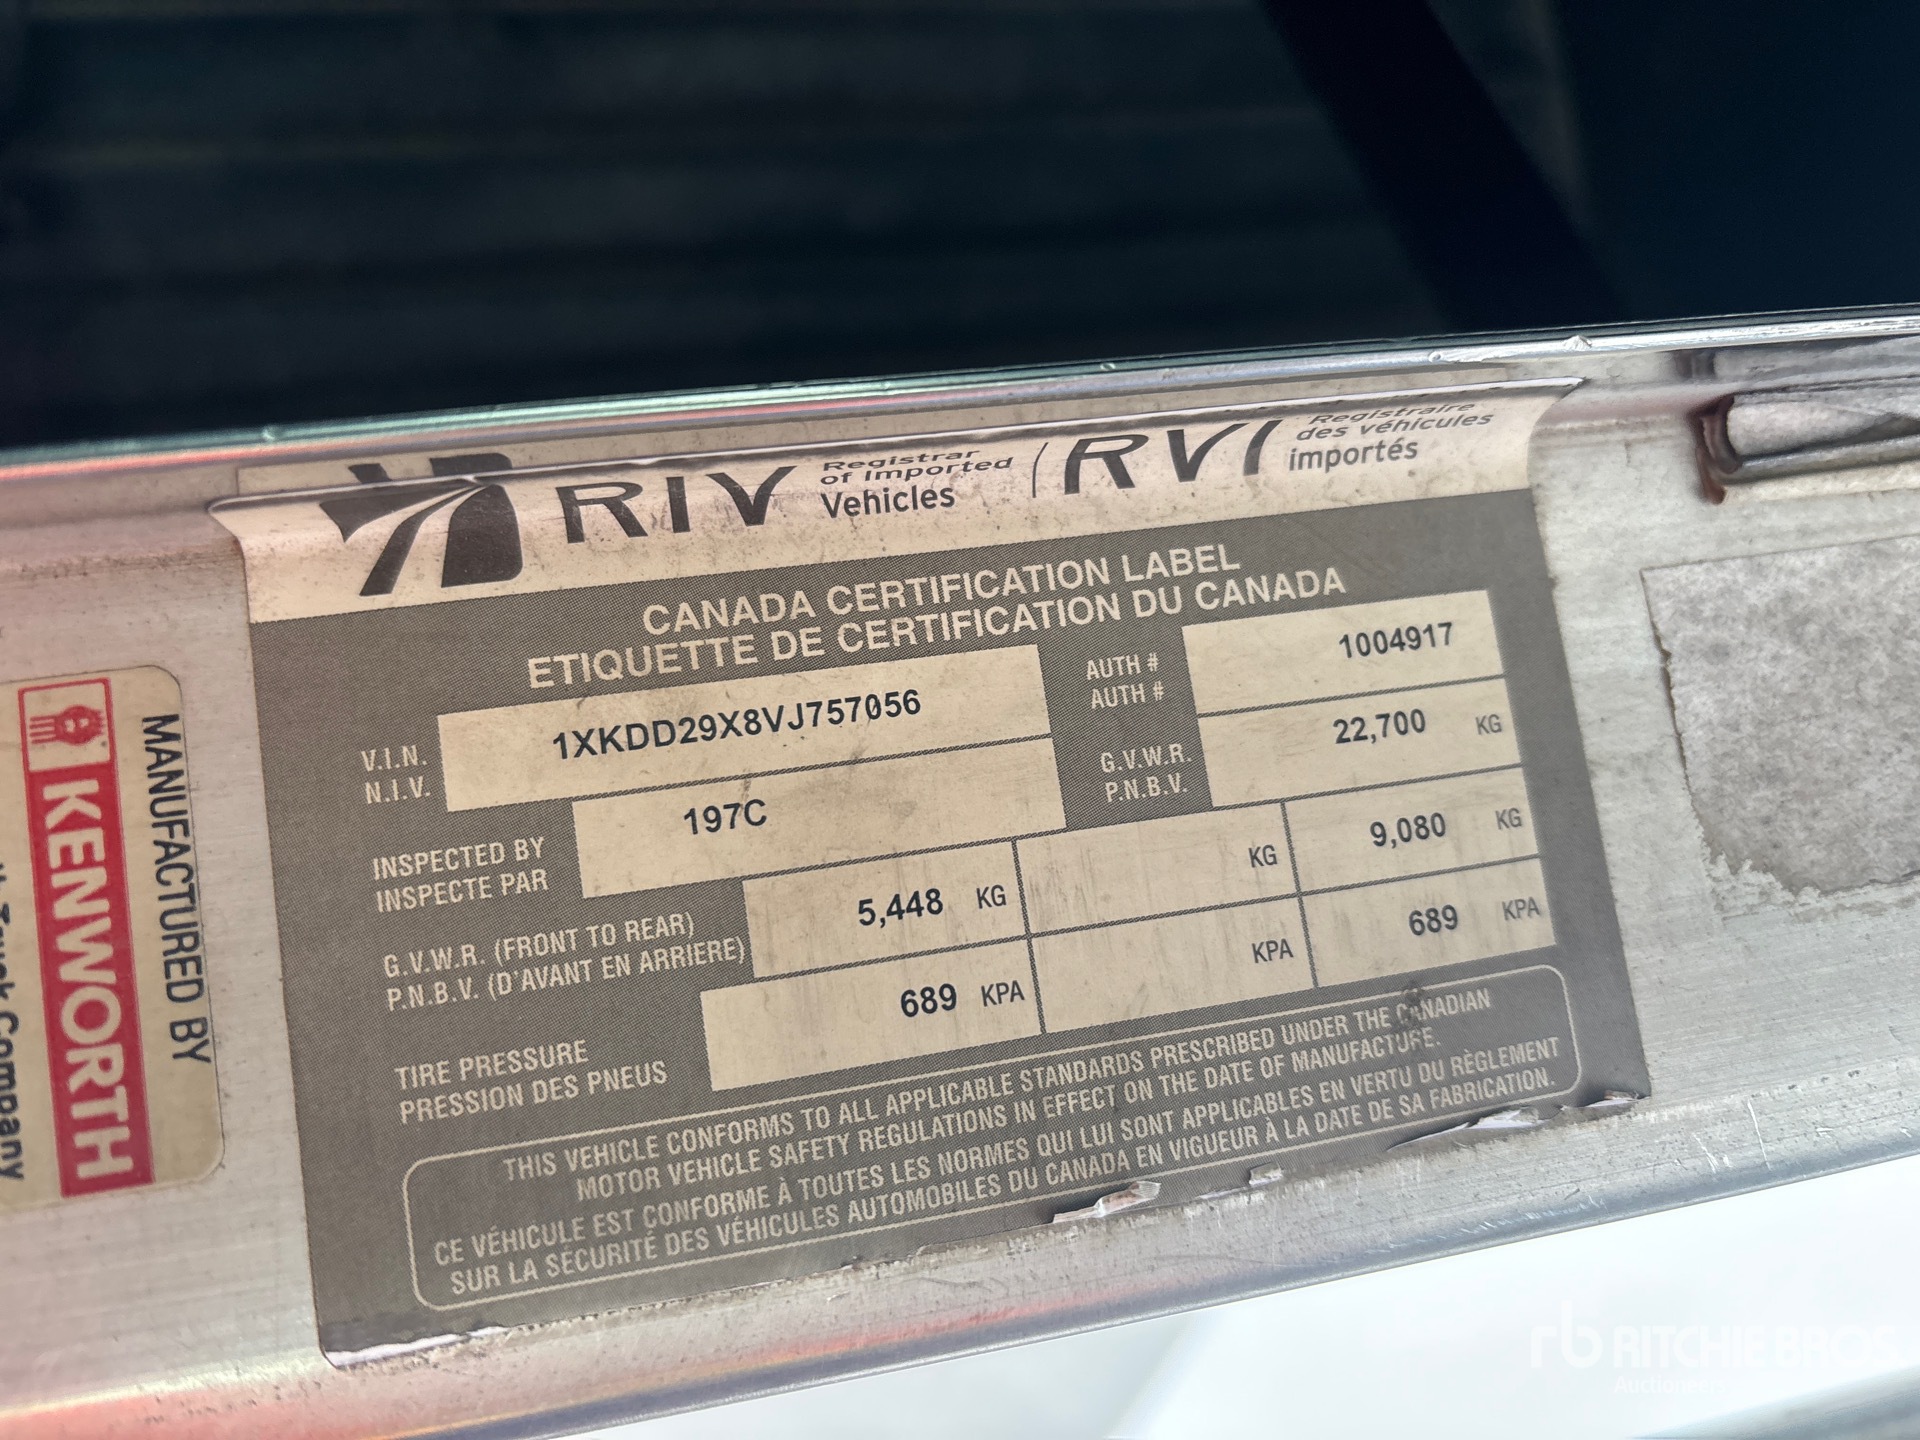 RIV Registrar
of Imported
Vehicles
RVI Registraire
des véhicules
importés
CANADA CERTIFICATION LABEL
ETIQUETTE DE CERTIFICATION DU CANADA
V.I.N.
N.I.V.
1XKDD29X8VJ757056
AUTH #
AUTH #
1004917
INSPECTED BY
INSPECTE PAR
197C
G.V.W.R.
P.N.B.V.
22,700 KG
G.V.W.R. (FRONT TO REAR)
P.N.B.V. (D'AVANT EN ARRIERE)
5,448 KG
KG
9,080 KG
TIRE PRESSURE
PRESSION DES PNEUS
689 KPA
KPA
689 KPA
THIS VEHICLE CONFORMS TO ALL APPLICABLE STANDARDS PRESCRIBED UNDER THE CANADIAN
MOTOR VEHICLE SAFETY REGULATIONS IN EFFECT ON THE DATE OF MANUFACTURE.
CE VÉHICULE EST CONFORME À TOUTES LES NORMES QUI LUI SONT APPLICABLES EN VERTU DU RÈGLEMENT
SUR LA SÉCURITÉ DES VÉHICULES AUTOMOBILES DU CANADA EN VIGUEUR À LA DATE DE SA FABRICATION.
MANUFACTURED BY
KENWORTH
Truck Company
rb RITCHIE BROS
Auctioneers